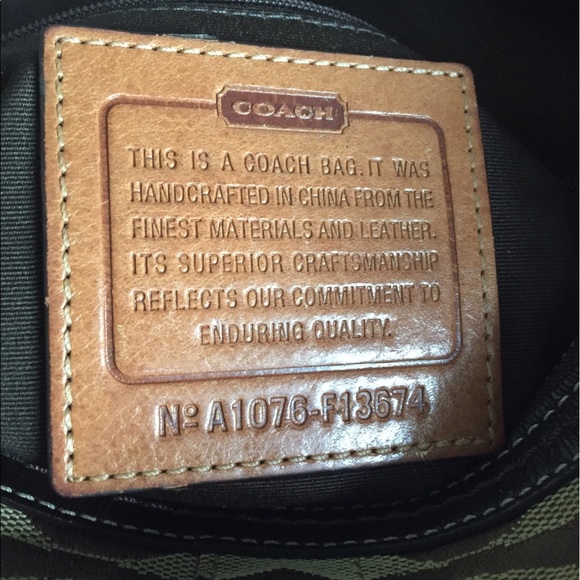 COACH
THIS IS A COACH BAG. IT WAS
HANDCRAFTED IN CHINA FROM THE
FINEST MATERIALS AND LEATHER.
ITS SUPERIOR CRAFTSMANSHIP
REFLECTS OUR COMMITMENT TO
ENDURING QUALITY.
Nº A1076-F13674